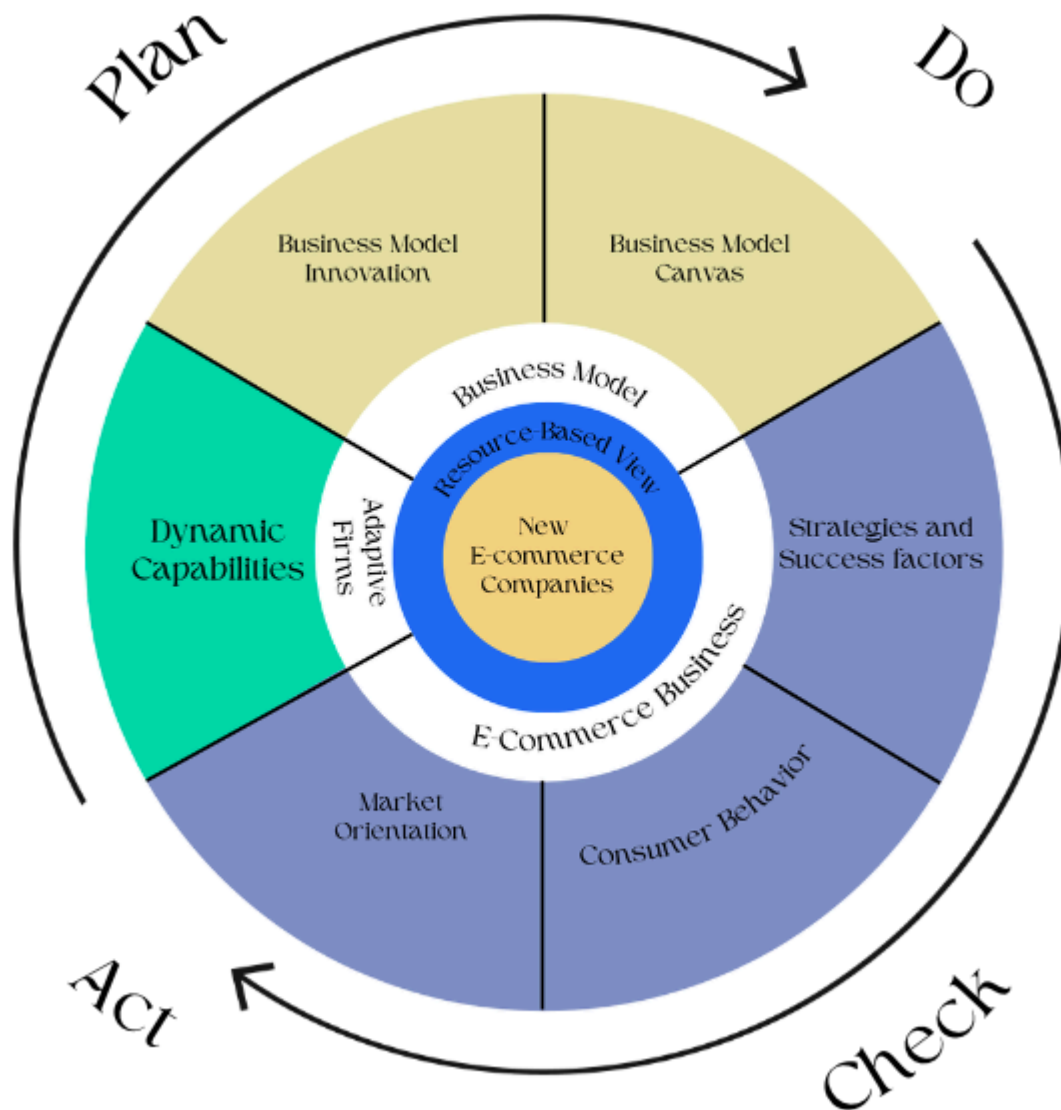 Plan
Do
Business Model
Innovation
Business Model
Canvas
Business Model
Resource-Based View
Dynamic
Capabilities
Adaptive
Firms
New
E-commerce
Companies
Strategies and
Success factors
E-Commerce Business
Market
Orientation
Consumer Behavior
Act
Check